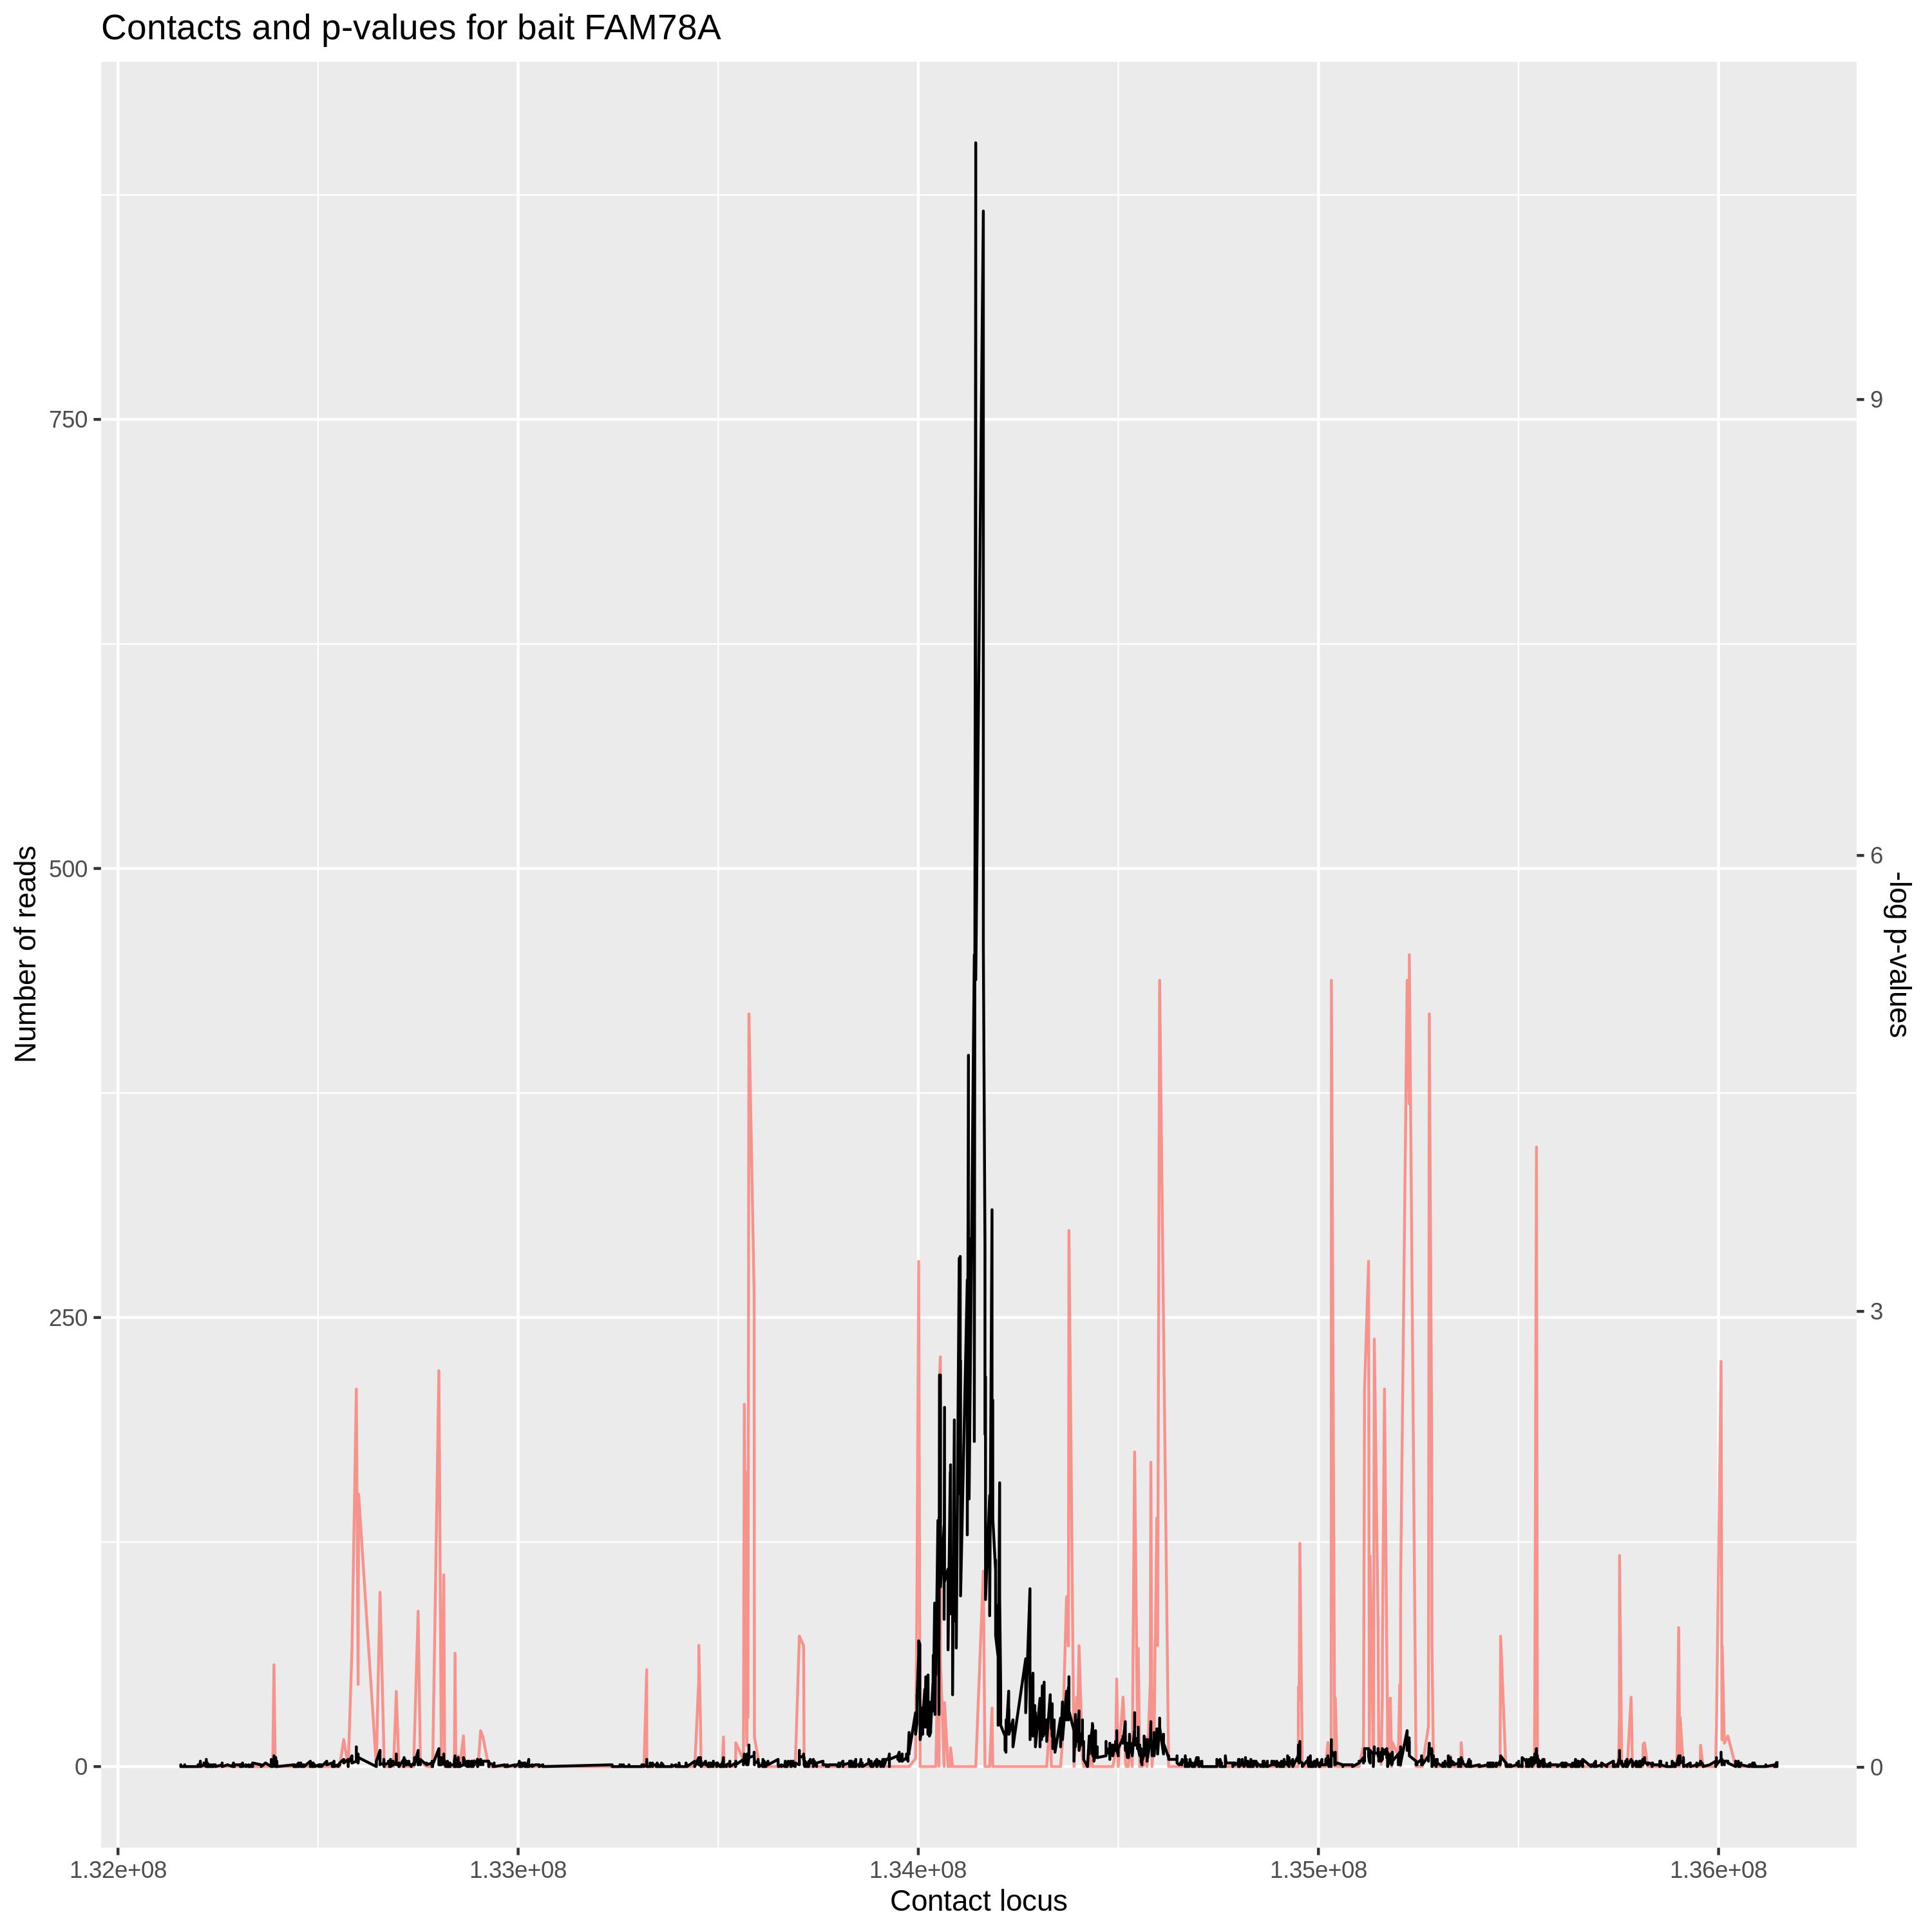 Contacts and p-values for bait FAM78A
Number of reads
750
500
250
0
9
6
3
0
-log p-values
1.32e+08
1.33e+08
1.34e+08
1.35e+08
1.36e+08
Contact locus